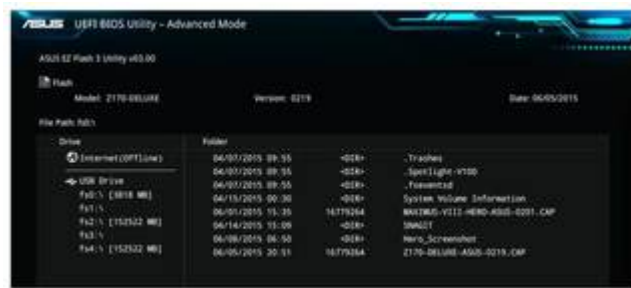 ASUS UEFI BIOS Utility – Advanced Mode
ASUS EZ Flash 3 Utility v03.00
Flash
Model: Z170-DELUXE Version: 0219 Date: 06/05/2015
File Path: fs0:\
Drive Folder
Internet(Offline)
USB Drive
fs0:\ [3818 MB]
fs1:\
fs2:\ [152522 MB]
fs3:\
fs4:\ [152522 MB]
04/07/2015 09:55 <DIR> .Trashes
04/07/2015 09:55 <DIR> .Spotlight-V100
04/07/2015 09:55 <DIR> .fseventsd
04/15/2015 00:30 <DIR> System Volume Information
06/01/2015 15:35 16779264 MAXIMUS-VIII-HERO-ASUS-0201.CAP
04/14/2015 15:09 <DIR> SNAGIT
06/08/2015 06:50 <DIR> Hero_Screenshot
06/05/2015 20:51 16779264 Z170-DELUXE-ASUS-0219.CAP